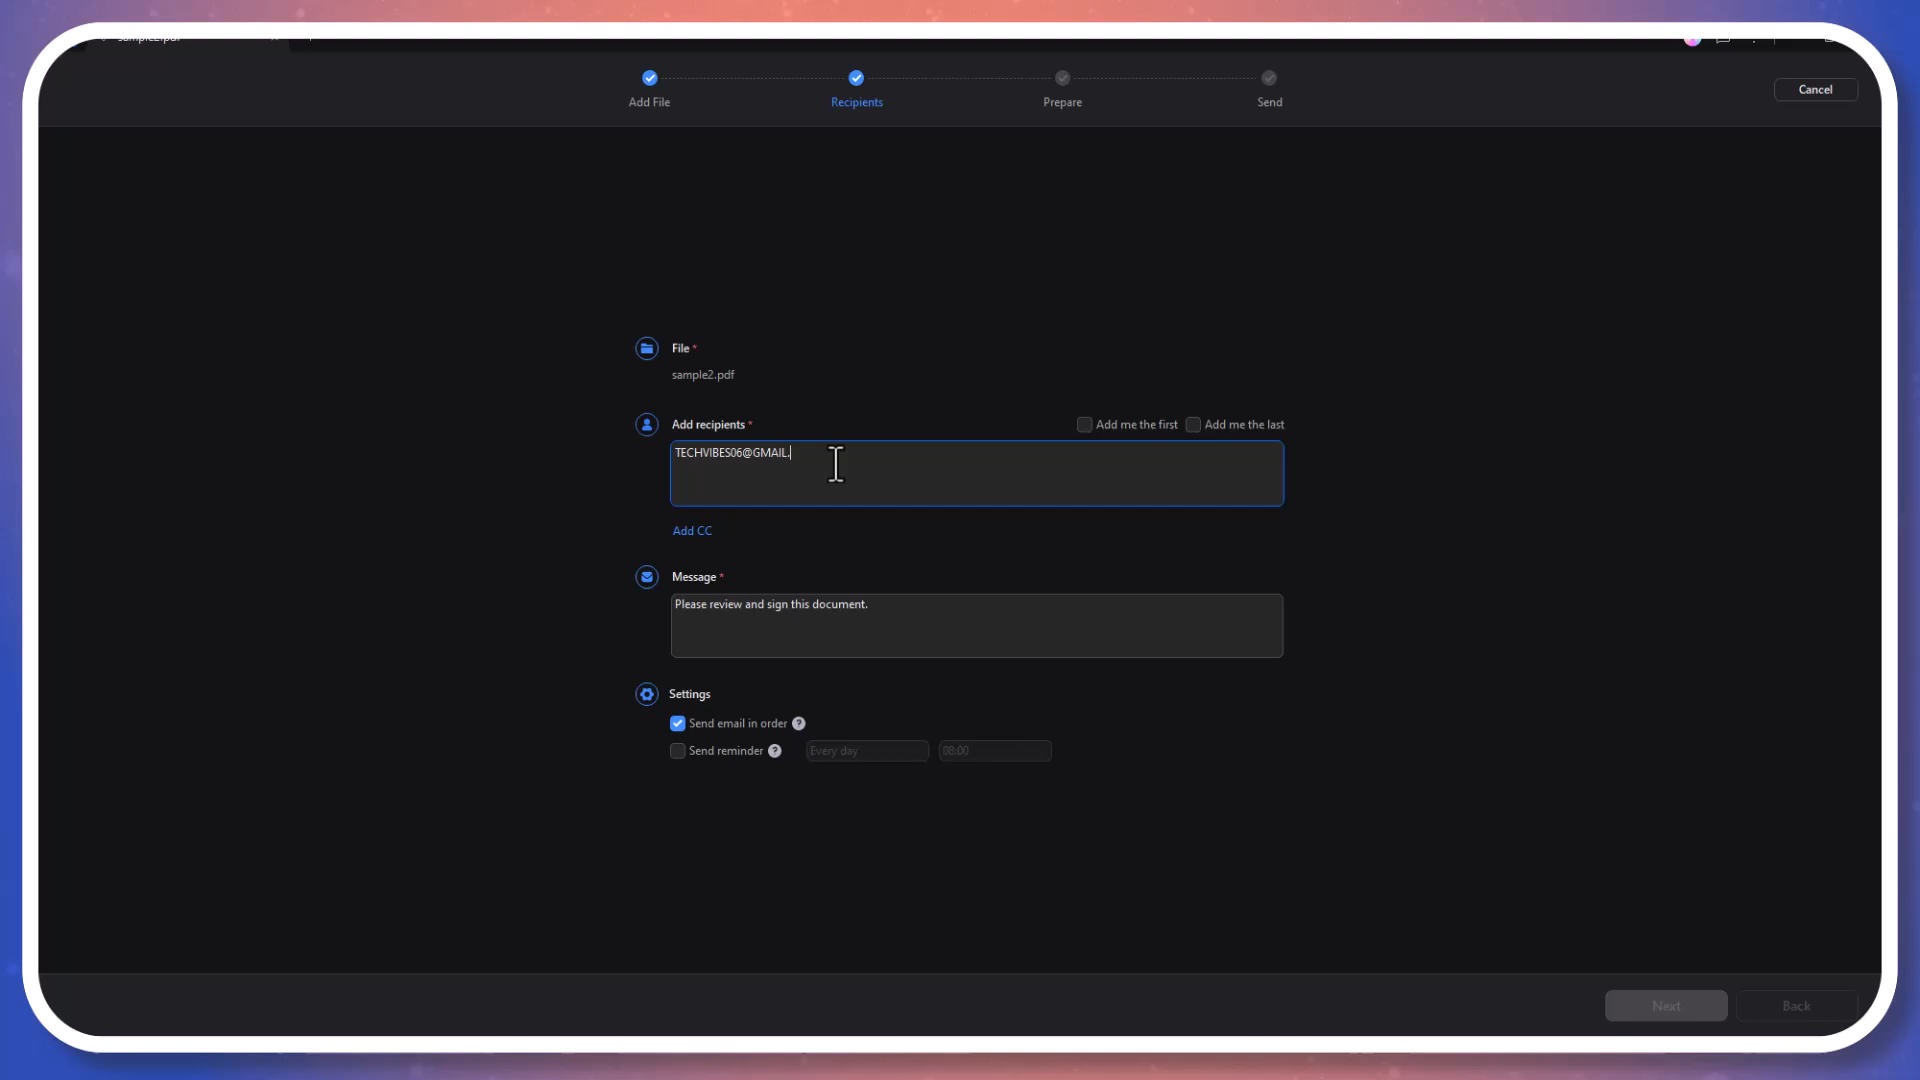 sample2.pdf
Add File
Recipients
Prepare
Send
Cancel
File *
sample2.pdf
Add recipients *
Add me the first
Add me the last
TECHVIBES06@GMAIL.
Add CC
Message *
Please review and sign this document.
Settings
Send email in order ?
Send reminder ?
Every day
08:00
Next
Back